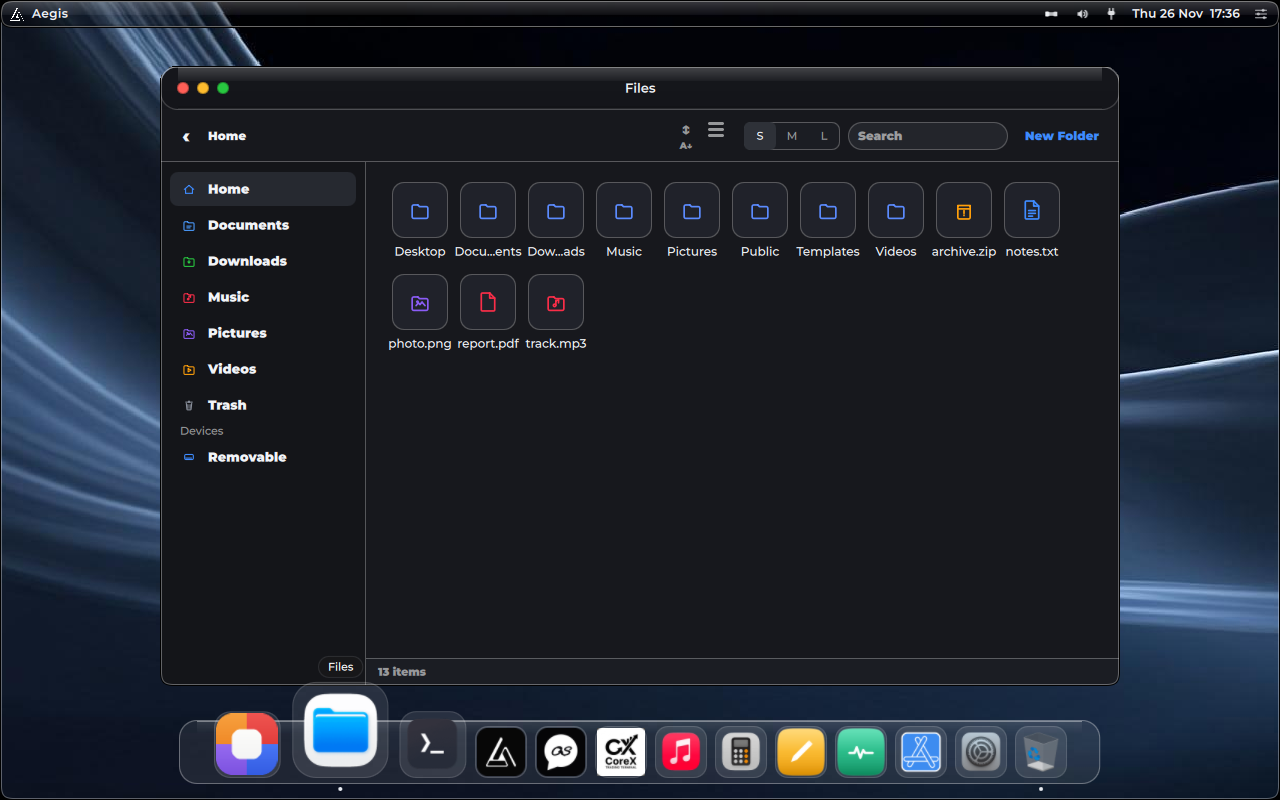 Aegis
Thu 26 Nov 17:36
Files
Home
A+
S M L
Search
New Folder
Home
Documents
Downloads
Music
Pictures
Videos
Trash
Devices
Removable
Desktop Docu...ents Dow...ads Music Pictures Public Templates Videos archive.zip notes.txt
photo.png report.pdf track.mp3
13 items
Files
as
CX
CoreX